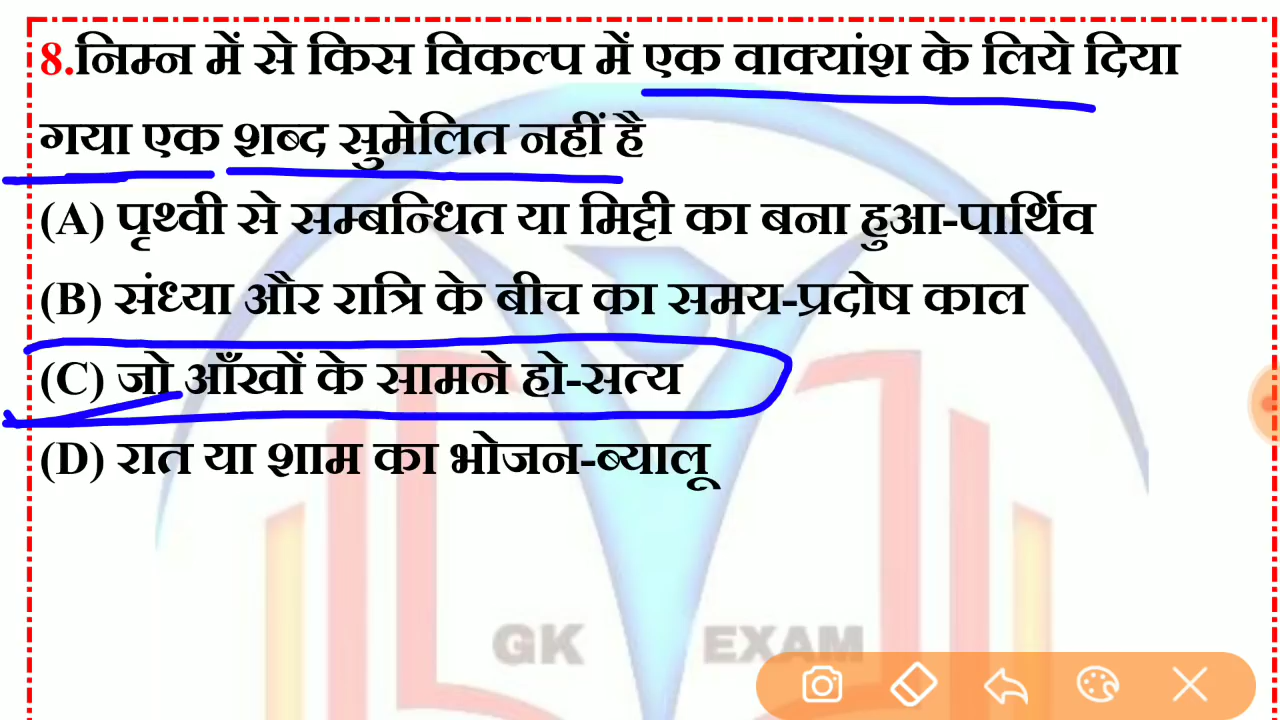 8.निम्न में से किस विकल्प में एक वाक्यांश के लिये दिया
गया एक शब्द सुमेलित नहीं है
(A) पृथ्वी से सम्बन्धित या मिट्टी का बना हुआ-पार्थिव
(B) संध्या और रात्रि के बीच का समय-प्रदोष काल
(C) जो आँखों के सामने हो-सत्य
(D) रात या शाम का भोजन-ब्यालू
GK EXAM